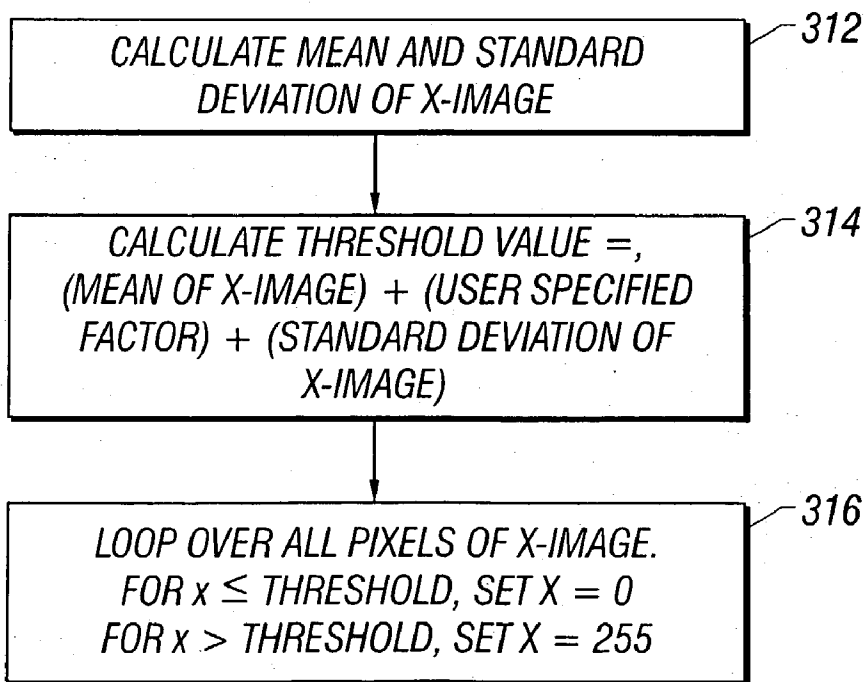 CALCULATE MEAN AND STANDARD
DEVIATION OF X-IMAGE
312
CALCULATE THRESHOLD VALUE =,
(MEAN OF X-IMAGE) + (USER SPECIFIED
FACTOR) + (STANDARD DEVIATION OF
X-IMAGE)
314
LOOP OVER ALL PIXELS OF X-IMAGE.
FOR x ≤ THRESHOLD, SET X = 0
FOR x > THRESHOLD, SET X = 255
316